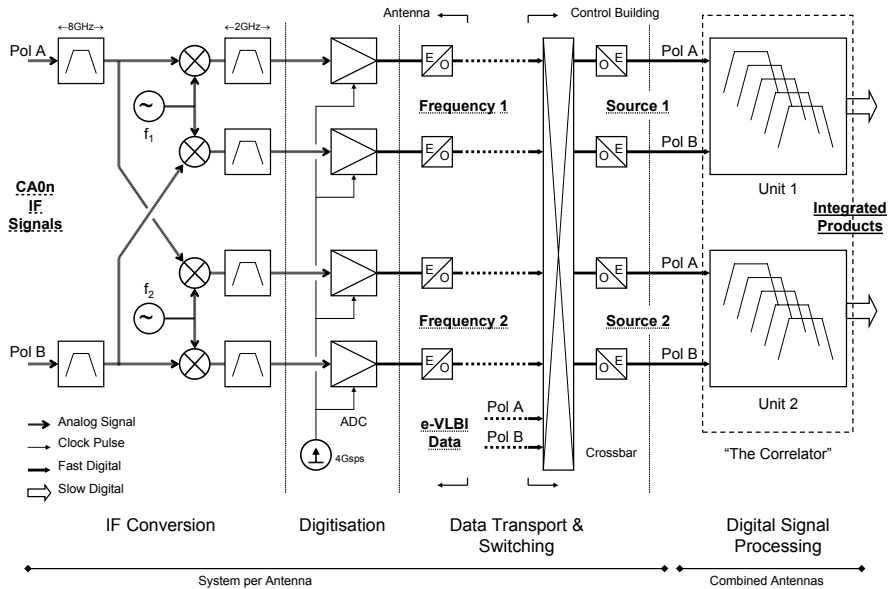 ←8GHz→
←2GHz→
Antenna
Control Building
Pol A
E
O
O
E
Pol A
f1
Frequency 1
Source 1
E
O
O
E
Pol B
Unit 1
CA0n
IF
Signals
Integrated
Products
E
O
O
E
Pol A
f2
Frequency 2
Source 2
Pol B
E
O
O
E
Pol B
Unit 2
Pol A
e-VLBI
Data
Pol B
ADC
4Gsps
Crossbar
"The Correlator"
Analog Signal
Clock Pulse
Fast Digital
Slow Digital
IF Conversion
Digitisation
Data Transport &
Switching
Digital Signal
Processing
System per Antenna
Combined Antennas